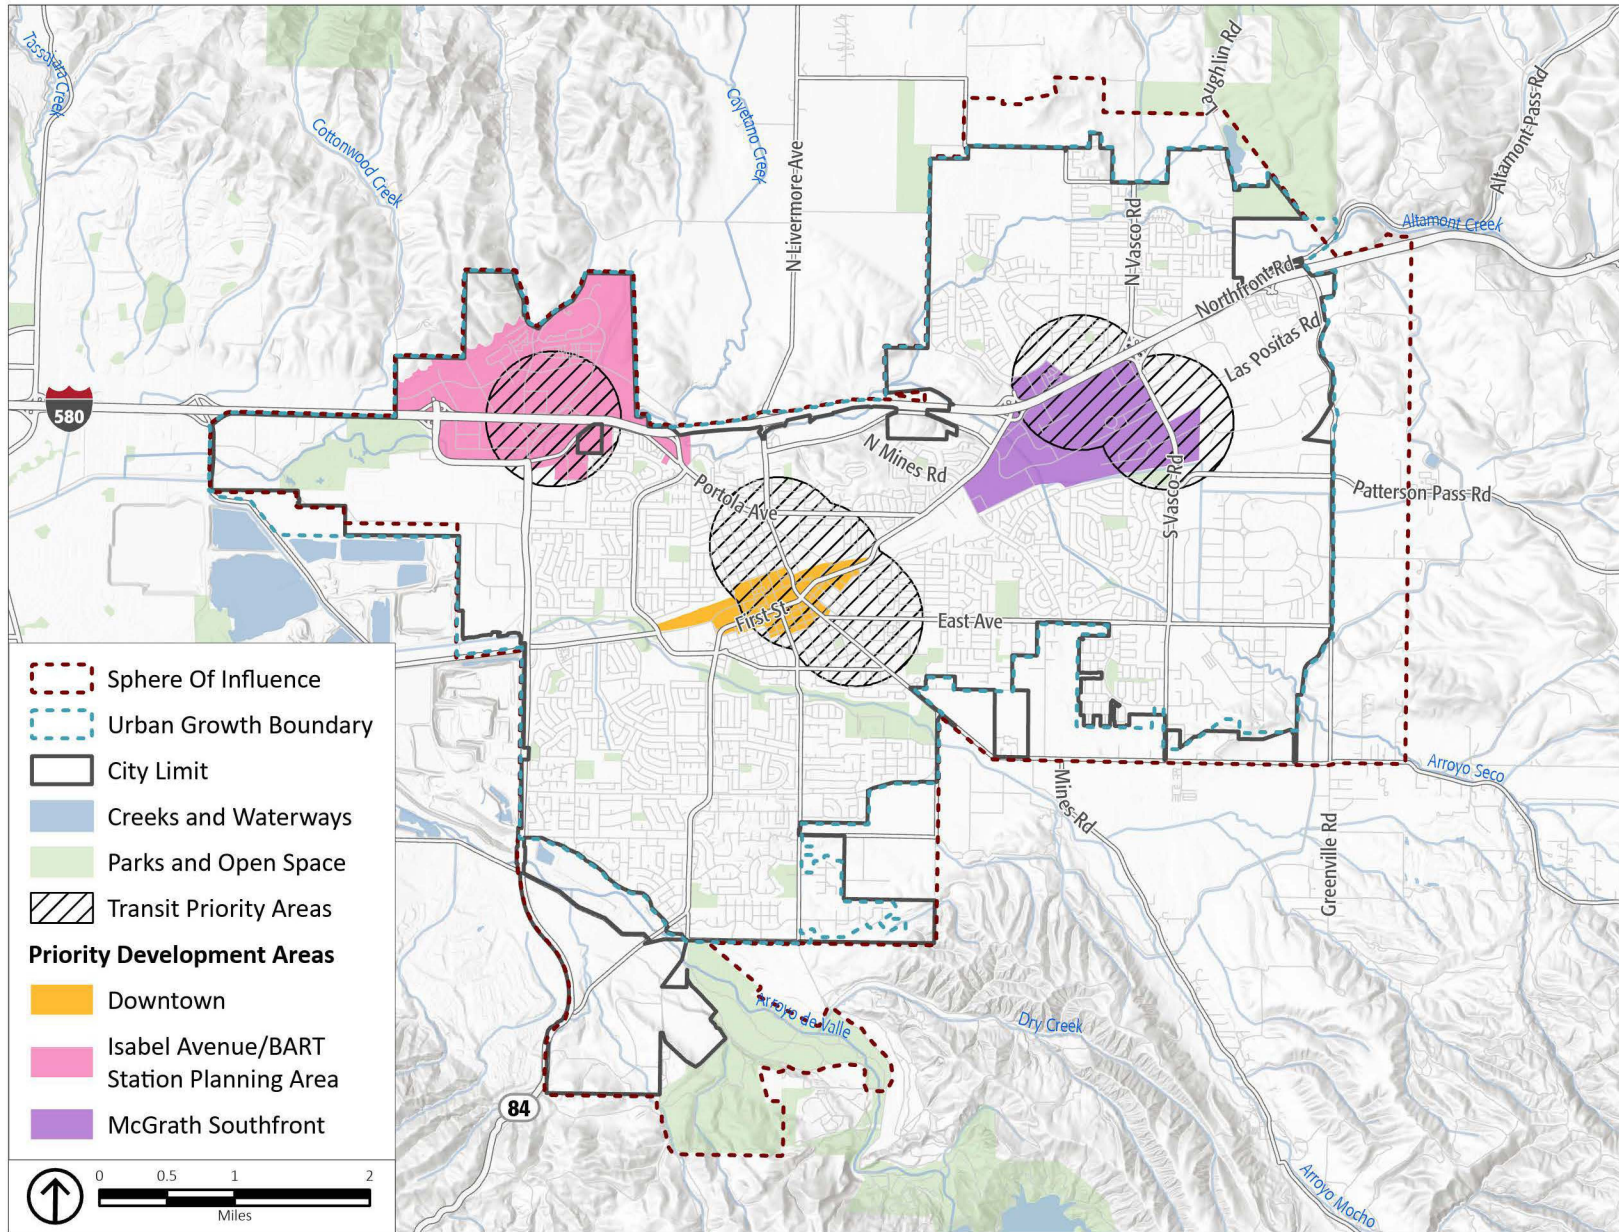 Tassajara Creek
Cottonwood Creek
Cayetano Creek
N Livermore Ave
aughlin Rd
Altamont Pass Rd
Altamont Creek
N Vasco Rd
Northfront Rd
Las Positas Rd
580
N Mines Rd
Portola Ave
S Vasco Rd
Patterson Pass Rd
First St
East Ave
Mines Rd
Arroyo Seco
Greenville Rd
Arroyo de Valle
Dry Creek
84
Arroyo Mocho
Sphere Of Influence
Urban Growth Boundary
City Limit
Creeks and Waterways
Parks and Open Space
Transit Priority Areas
Priority Development Areas
Downtown
Isabel Avenue/BART
Station Planning Area
McGrath Southfront
0 0.5 1 2
Miles